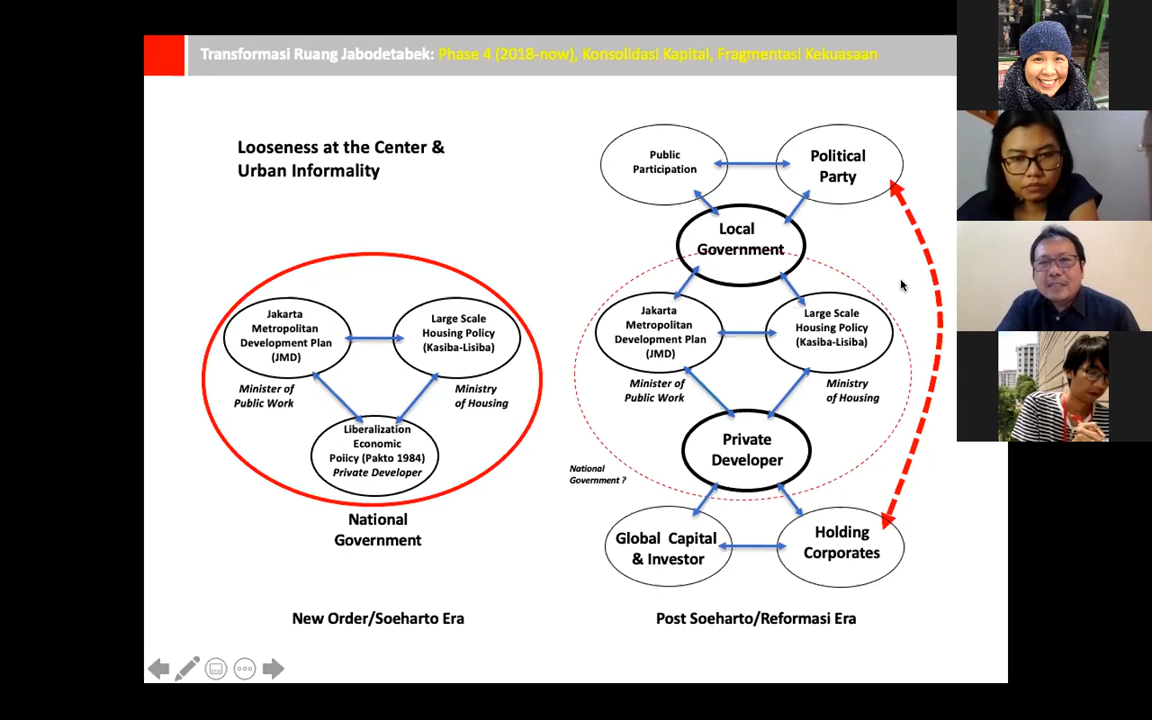 Transformasi Ruang Jabodetabek: Phase 4 (2018-now), Konsolidasi Kapital, Fragmentasi Kekuasaan
Looseness at the Center &
Urban Informality
Jakarta
Metropolitan
Development Plan
(JMD)
Large Scale
Housing Policy
(Kasiba-Lisiba)
Minister of
Public Work
Ministry
of Housing
Liberalization
Economic
Policy (Pakto 1984)
Private Developer
National
Government
New Order/Soeharto Era
Public
Participation
Political
Party
Local
Government
Jakarta
Metropolitan
Development Plan
(JMD)
Large Scale
Housing Policy
(Kasiba-Lisiba)
Minister of
Public Work
Ministry
of Housing
Private
Developer
National
Government ?
Global Capital
& Investor
Holding
Corporates
Post Soeharto/Reformasi Era